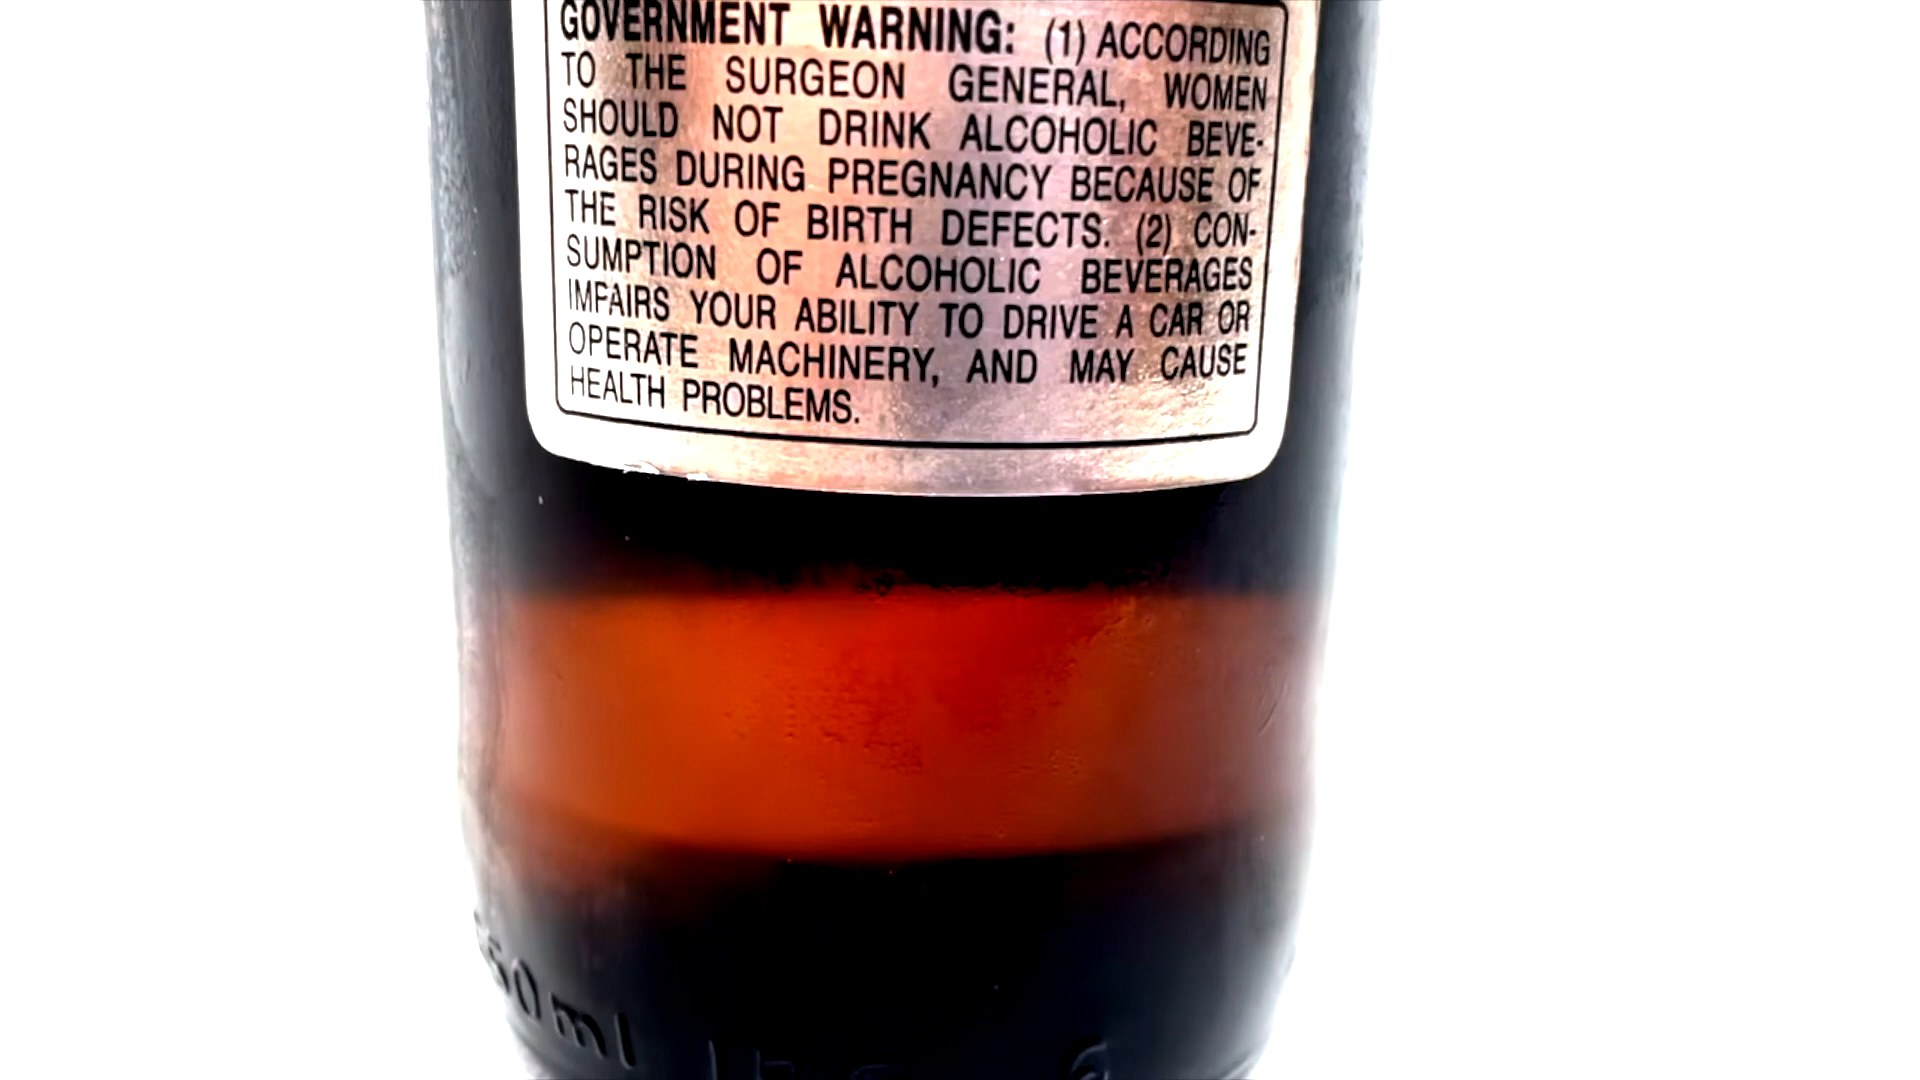 GOVERNMENT WARNING: (1) ACCORDING
TO THE SURGEON GENERAL, WOMEN
SHOULD NOT DRINK ALCOHOLIC BEVE-
RAGES DURING PREGNANCY BECAUSE OF
THE RISK OF BIRTH DEFECTS. (2) CON-
SUMPTION OF ALCOHOLIC BEVERAGES
IMPAIRS YOUR ABILITY TO DRIVE A CAR OR
OPERATE MACHINERY, AND MAY CAUSE
HEALTH PROBLEMS.
50 ml